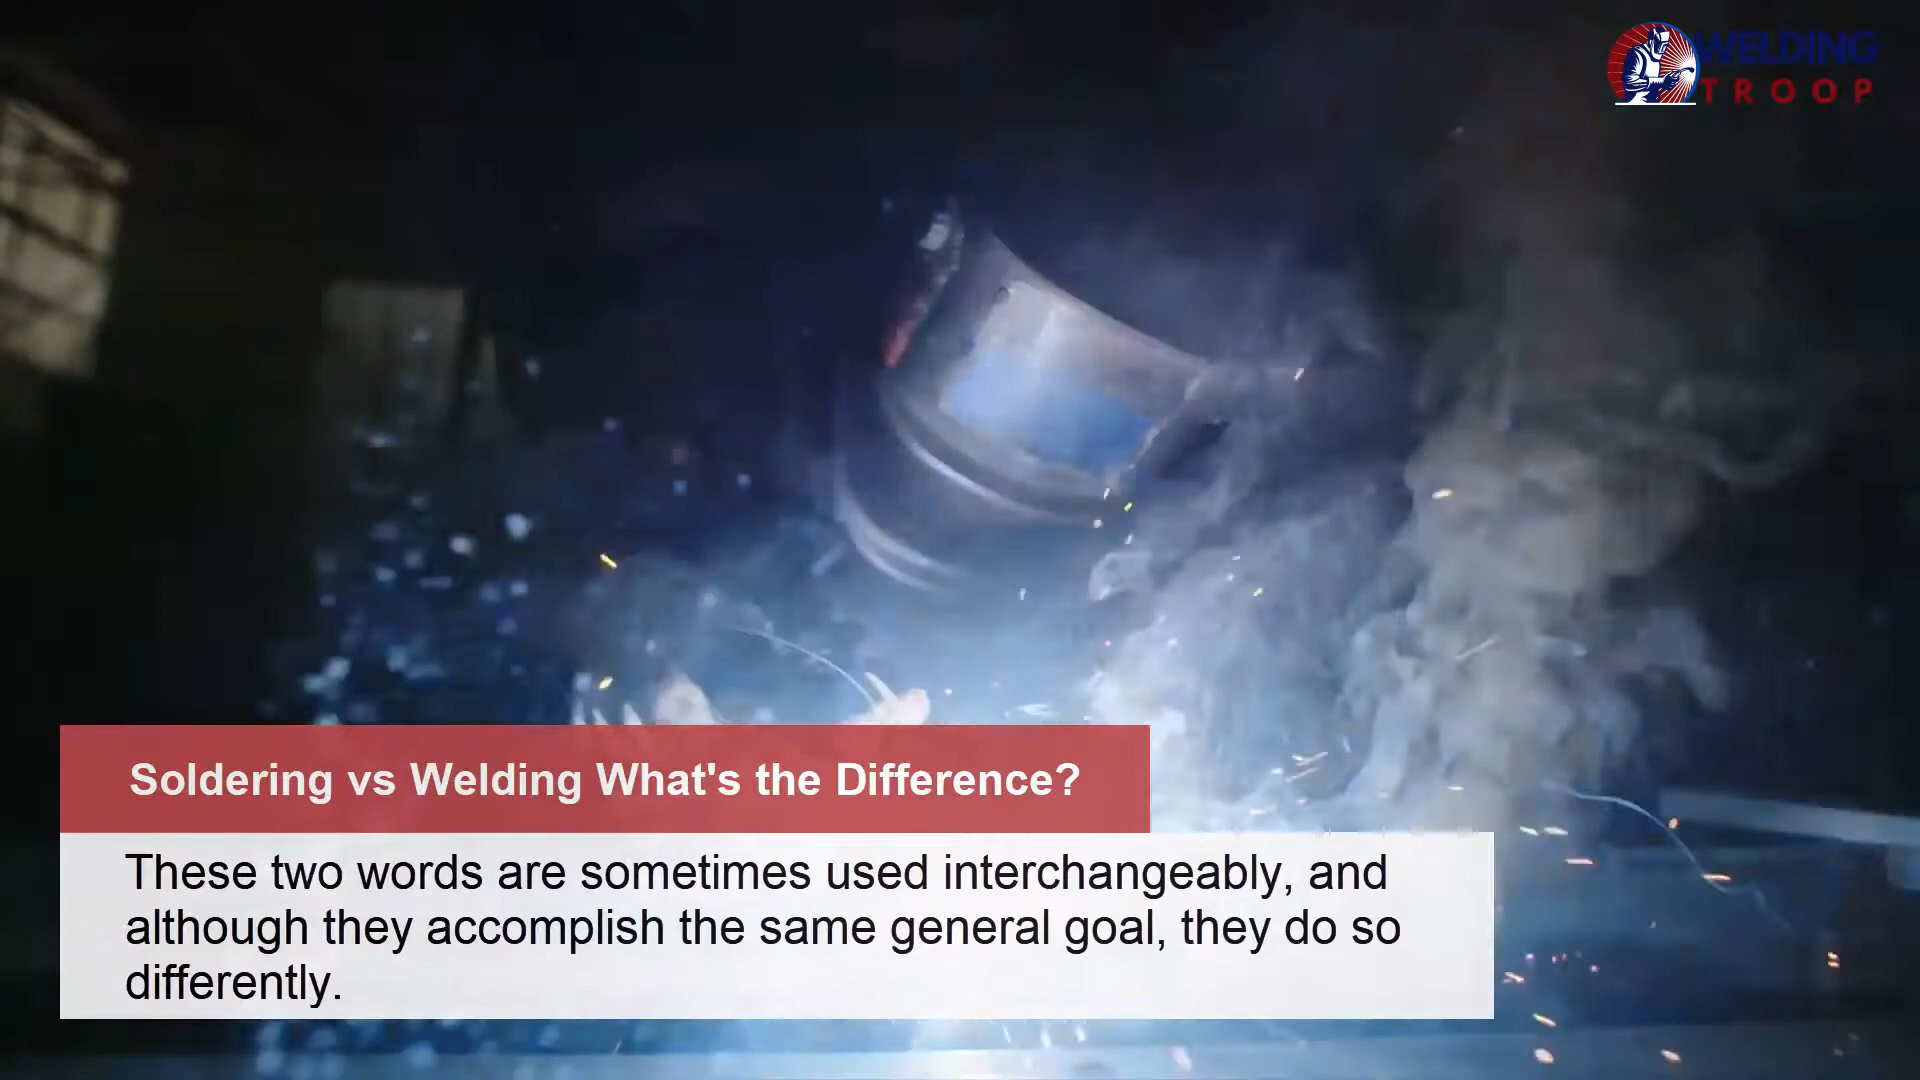 WELDING
TROOP
Soldering vs Welding What's the Difference?
These two words are sometimes used interchangeably, and
although they accomplish the same general goal, they do so
differently.